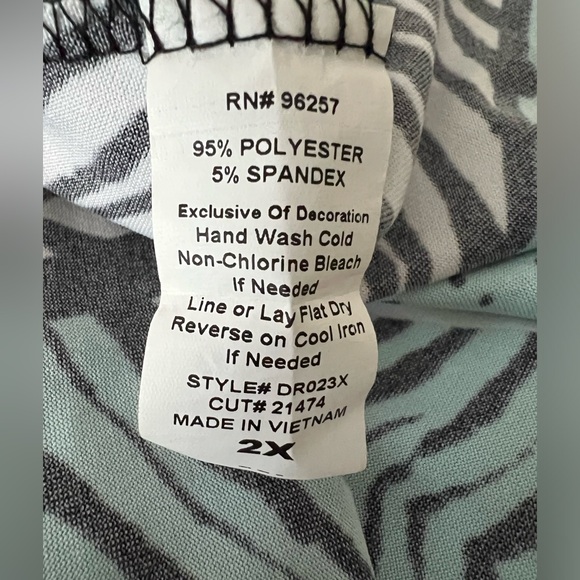 RN# 96257
95% POLYESTER
5% SPANDEX
Exclusive Of Decoration
Hand Wash Cold
Non-Chlorine Bleach
If Needed
Line or Lay Flat Dry
Reverse on Cool Iron
If Needed
STYLE# DR023X
CUT# 21474
MADE IN VIETNAM
2X